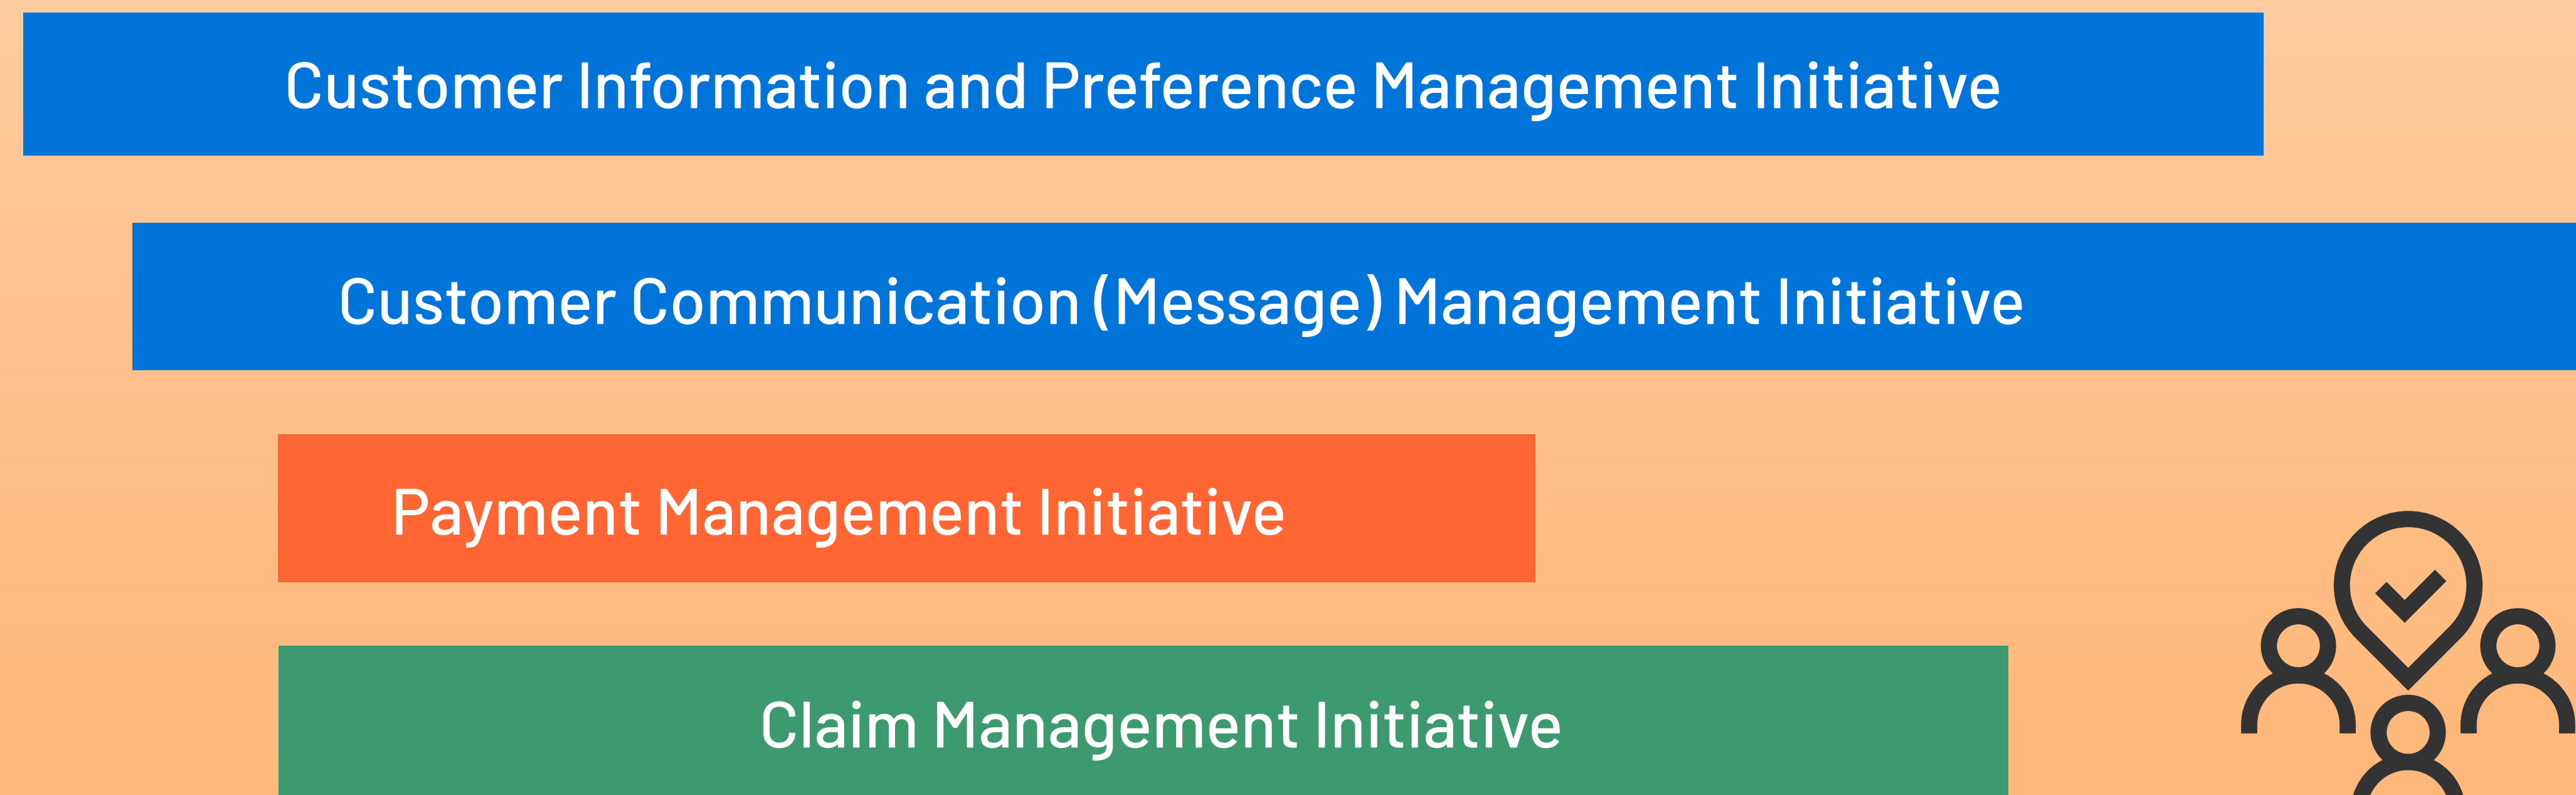 Customer Information and Preference Management Initiative
Customer Communication (Message) Management Initiative
Payment Management Initiative
Claim Management Initiative